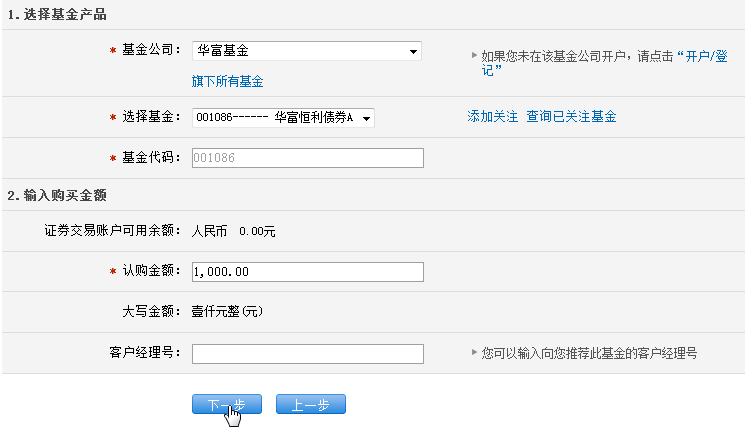 1.选择基金产品
* 基金公司： 华富基金
如果您未在该基金公司开户，请点击“开户/登
记”
旗下所有基金
* 选择基金： 001086------ 华富恒利债券A
添加关注 查询已关注基金
* 基金代码： 001086
2.输入购买金额
证券交易账户可用余额： 人民币 0.00元
* 认购金额： 1,000.00
大写金额： 壹仟元整(元)
客户经理号：
您可以输入向您推荐此基金的客户经理号
下一步 上一步